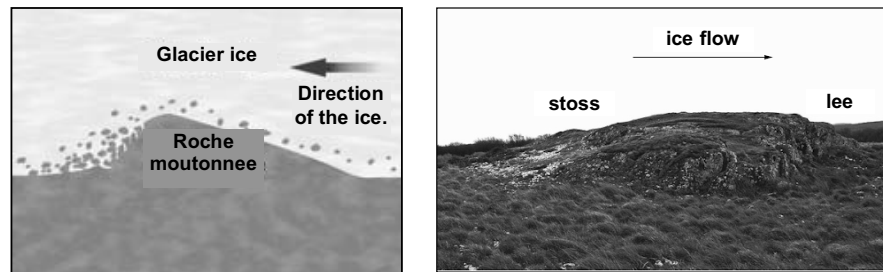 Glacier ice
Direction
of the ice.
Roche
moutonnee
ice flow
stoss
lee